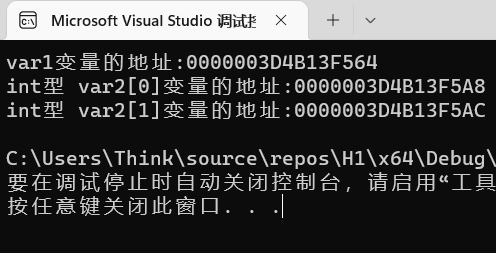 Microsoft Visual Studio 调试控
var1变量的地址:0000003D4B13F564
int型 var2[0]变量的地址:0000003D4B13F5A8
int型 var2[1]变量的地址:0000003D4B13F5AC
C:\Users\Think\source\repos\H1\x64\Debug\
要在调试停止时自动关闭控制台，请启用“工具
按任意键关闭此窗口. . .